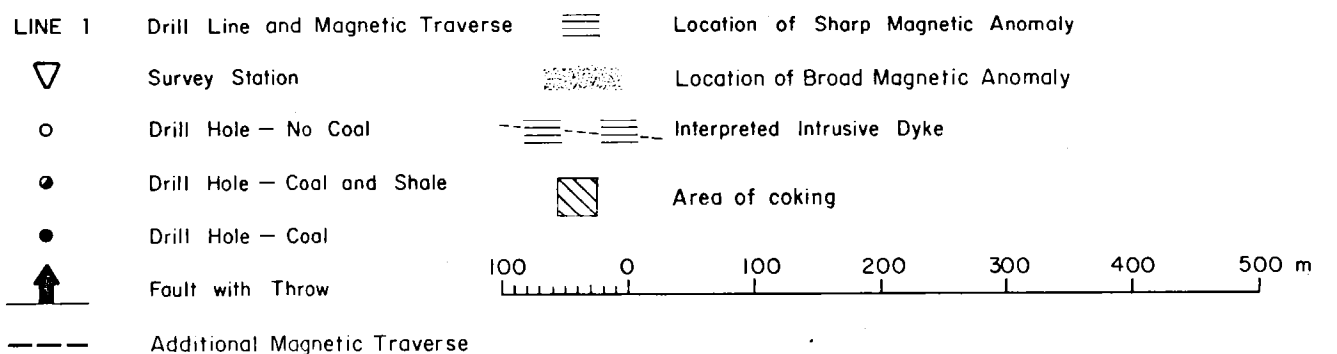 LINE 1 Drill Line and Magnetic Traverse
Survey Station
Drill Hole — No Coal
Drill Hole — Coal and Shale
Drill Hole — Coal
Fault with Throw
Additional Magnetic Traverse
Location of Sharp Magnetic Anomaly
Location of Broad Magnetic Anomaly
Interpreted Intrusive Dyke
Area of coking
100 0 100 200 300 400 500 m